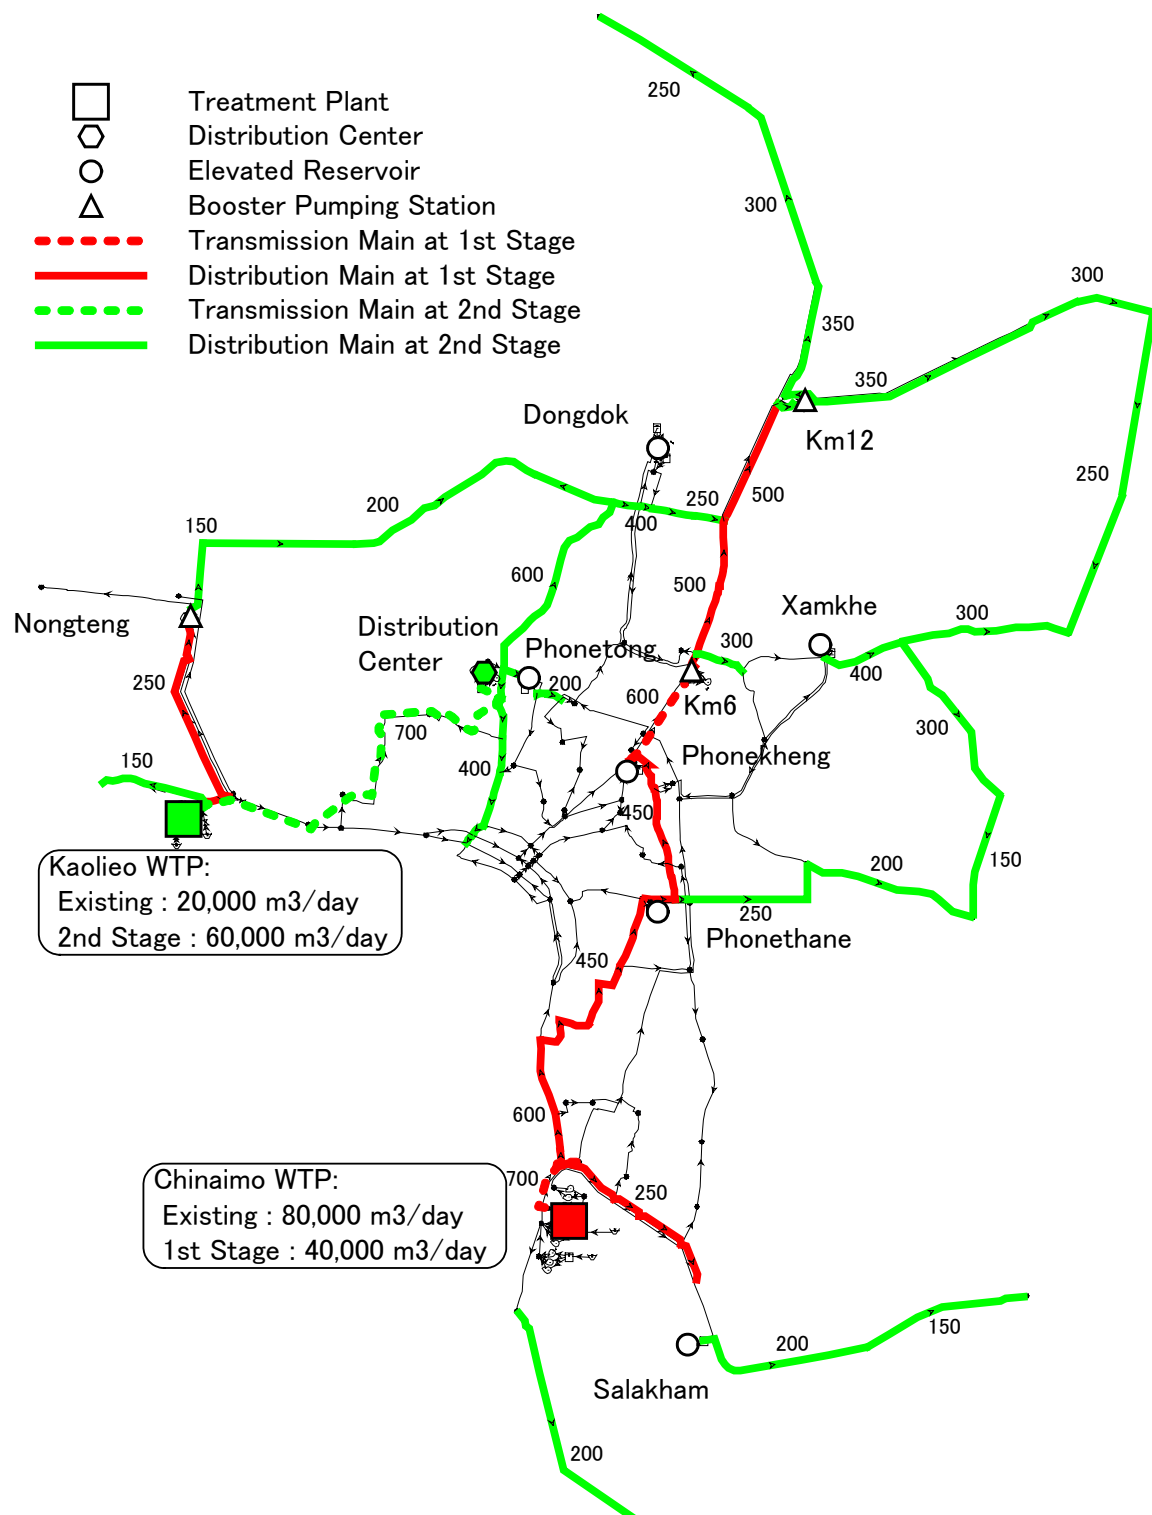 250
Treatment Plant
Distribution Center
Elevated Reservoir
Booster Pumping Station
Transmission Main at 1st Stage
Distribution Main at 1st Stage
Transmission Main at 2nd Stage
Distribution Main at 2nd Stage
300
300
350
350
Dongdok
Km12
250
200
250
500
150
400
600
500
Xamkhe
300
Nongteng
Distribution
Center
Phonetong
300
400
250
200
600
Km6
300
700
Phonekheng
150
400
450
Kaolieo WTP:
Existing : 20,000 m3/day
2nd Stage : 60,000 m3/day
200
150
250
Phonethane
450
600
Chinaimo WTP:
Existing : 80,000 m3/day
1st Stage : 40,000 m3/day
700
250
150
200
Salakham
200